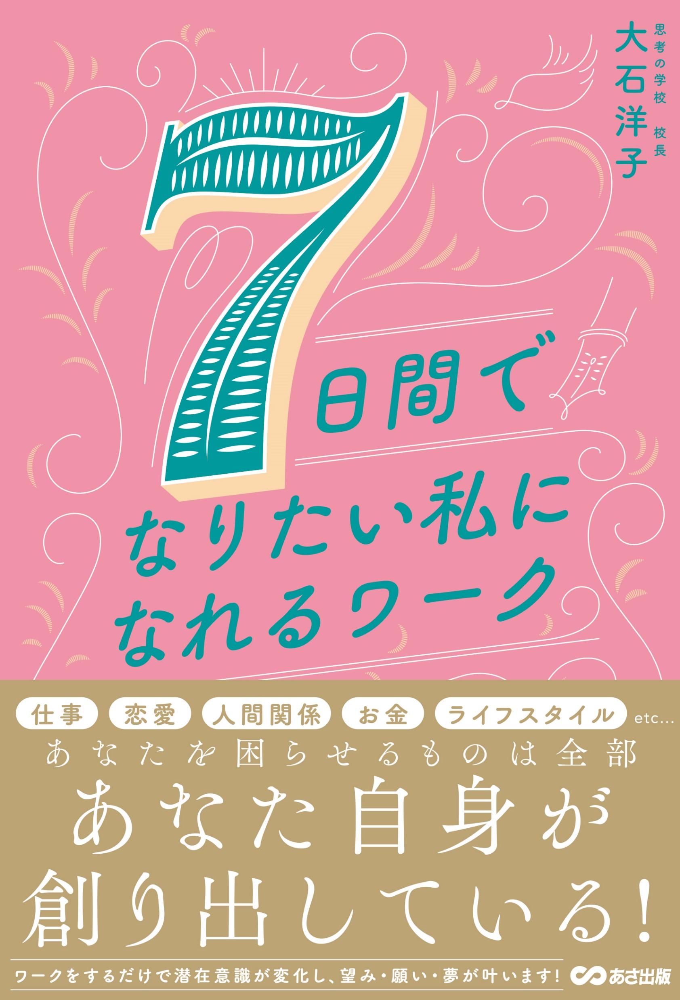 思考の学校 校長
大石洋子
7日間で
なりたい私に
なれるワーク
仕事 恋愛 人間関係 お金 ライフスタイル etc...
あなたを困らせるものは全部
あなた自身が
創り出している!
ワークをするだけで潜在意識が変化し、望み・願い・夢が叶います!
あさ出版